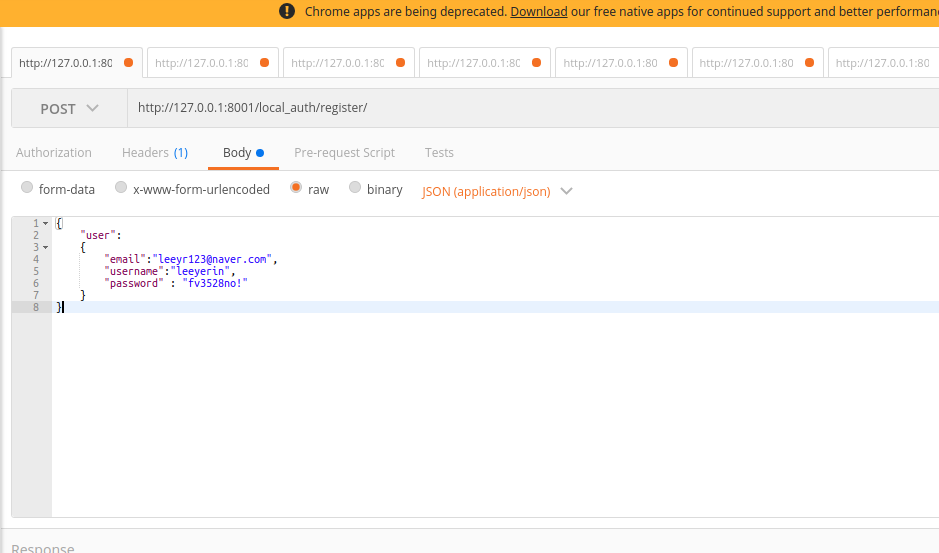 Chrome apps are being deprecated. Download our free native apps for continued support and better performan
http://127.0.0.1:80 http://127.0.0.1:80 http://127.0.0.1:80 http://127.0.0.1:80 http://127.0.0.1:80 http://127.0.0.1:80 http://127.0.0.1:80
POST http://127.0.0.1:8001/local_auth/register/
Authorization Headers (1) Body Pre-request Script Tests
form-data x-www-form-urlencoded raw binary JSON (application/json)
1 {
2 "user":
3 {
4 "email":"leeyr123@naver.com",
5 "username":"leeyerin",
6 "password" : "fv3528no!"
7 }
8 }
Response